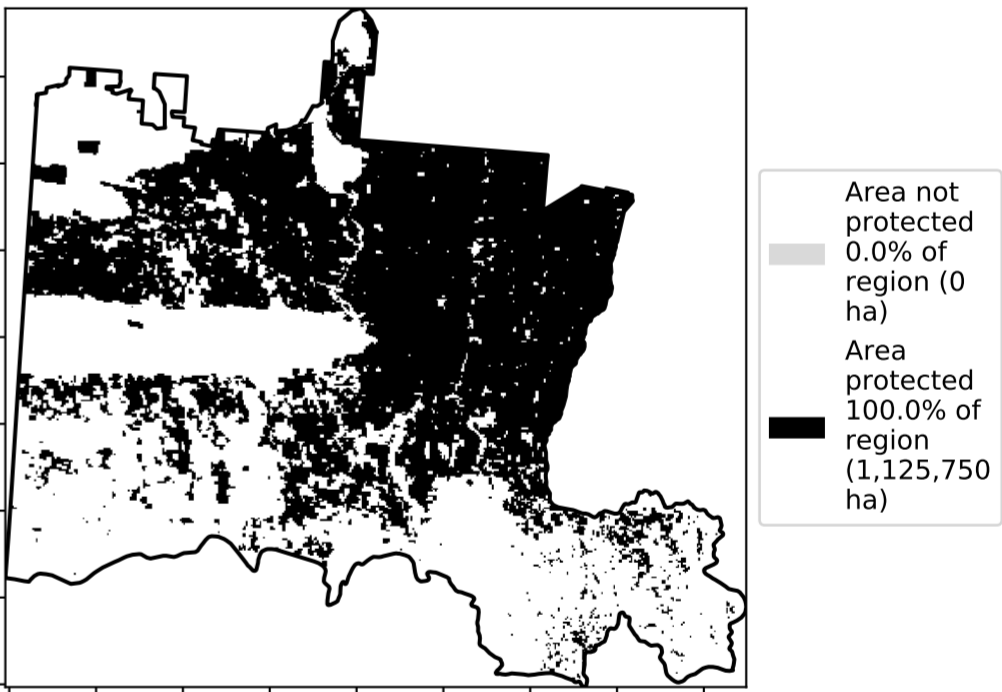 Area not
protected
0.0% of
region (0
ha)
Area
protected
100.0% of
region
(1,125,750
ha)